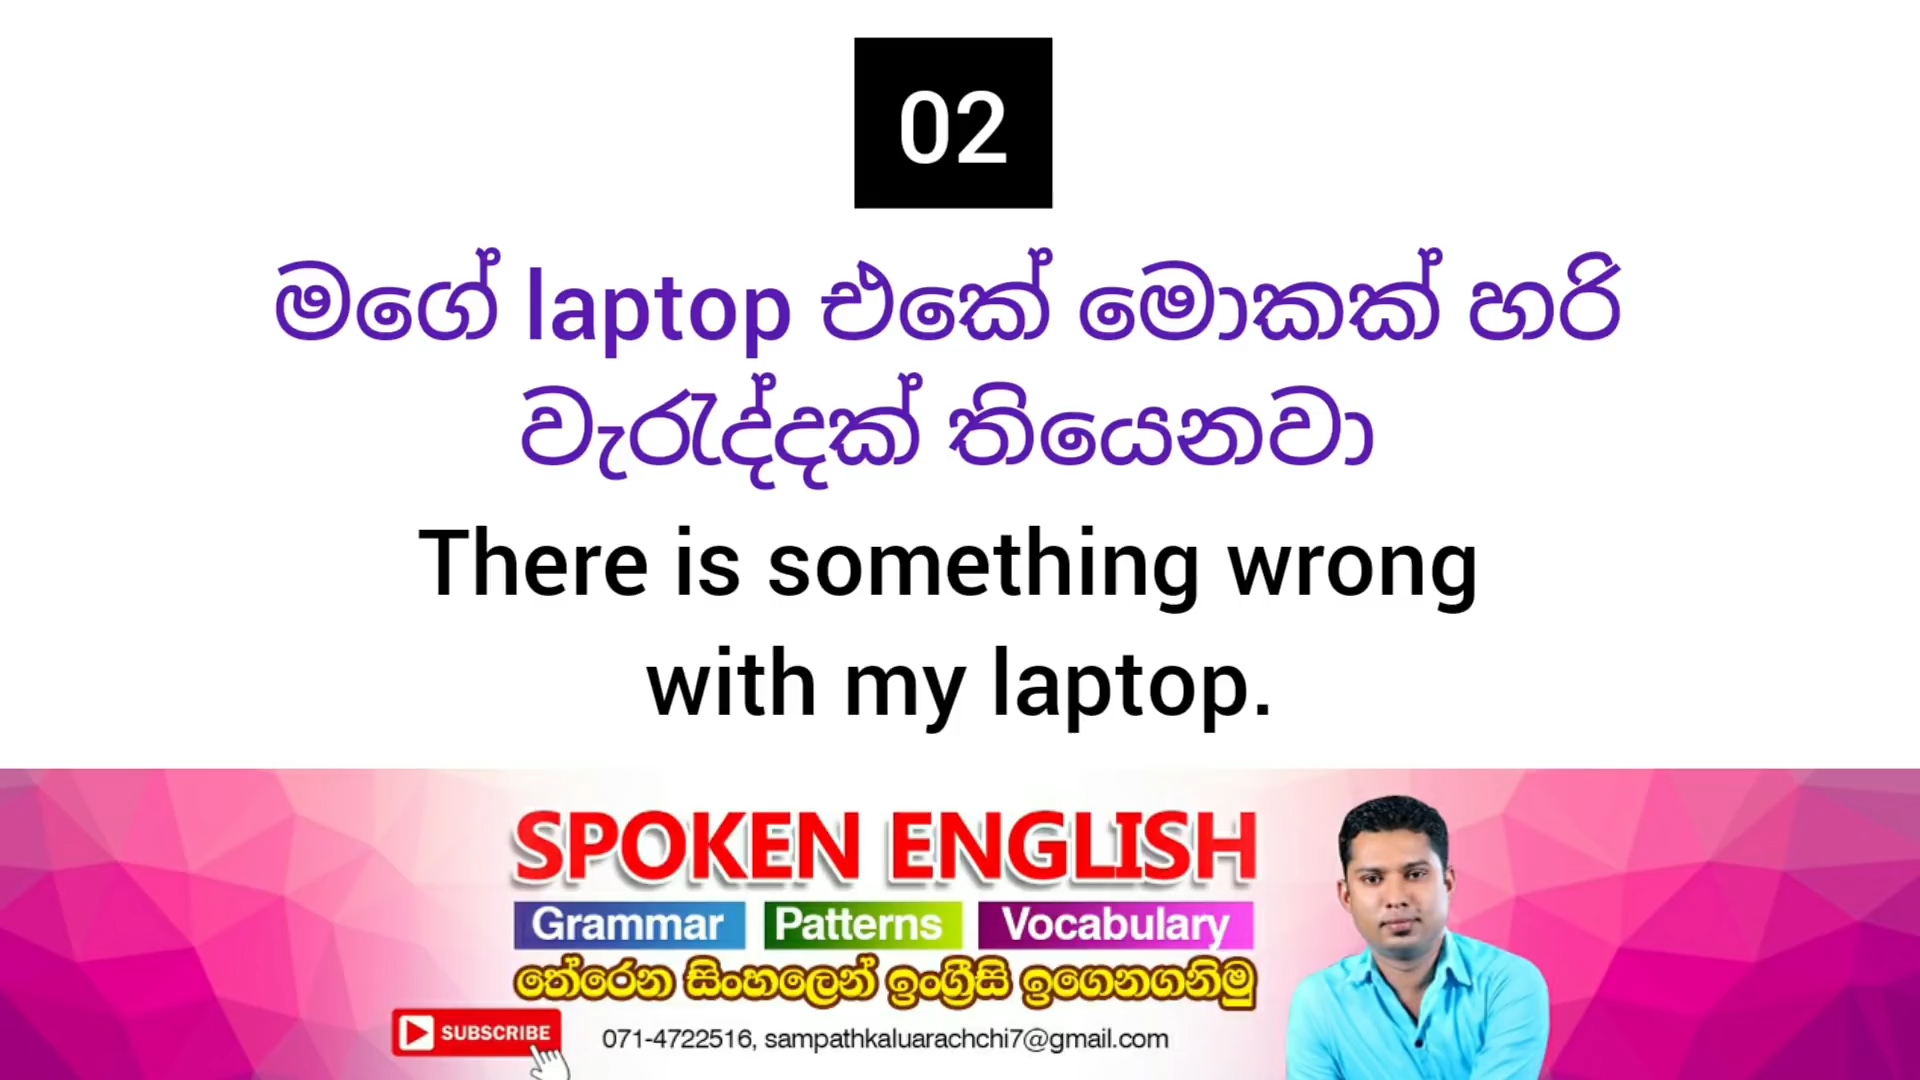 02
මගේ laptop එකේ මොකක් හරි
වැරැද්දක් තියෙනවා
There is something wrong
with my laptop.
SPOKEN ENGLISH
Grammar Patterns Vocabulary
තේරෙන සිංහලෙන් ඉංග්‍රීසි ඉගෙනගනිමු
SUBSCRIBE 071-4722516, sampathkaluarachchi7@gmail.com